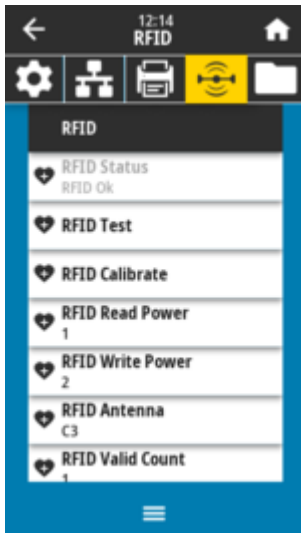 12:14
RFID
RFID
RFID Status
RFID Ok
RFID Test
RFID Calibrate
RFID Read Power
1
RFID Write Power
2
RFID Antenna
C3
RFID Valid Count
1